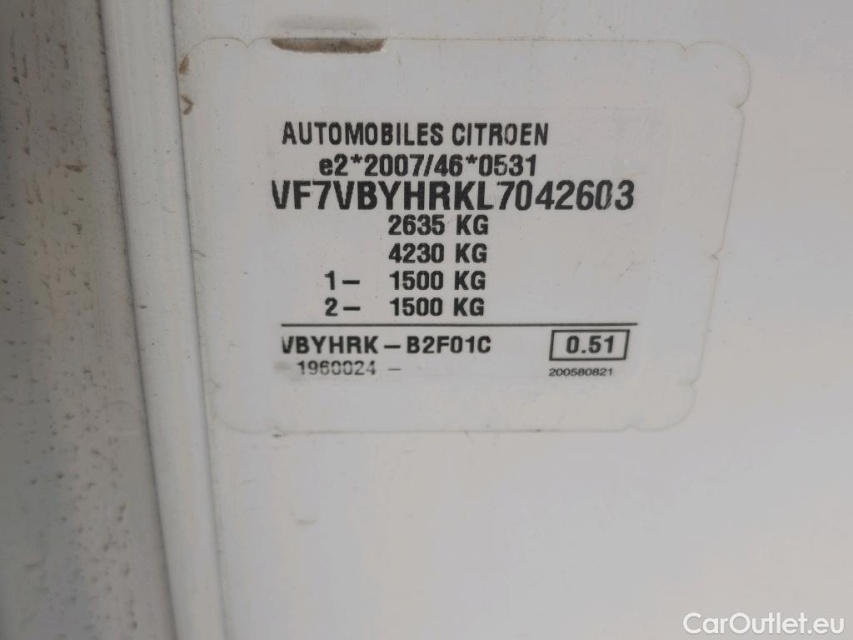 AUTOMOBILES CITROEN
e2*2007/46*0531
VF7VBYHRKL7042603
2635 KG
4230 KG
1- 1500 KG
2- 1500 KG
VBYHRK-B2F01C 0.51
1960024 - 200580821
CarOutlet.eu